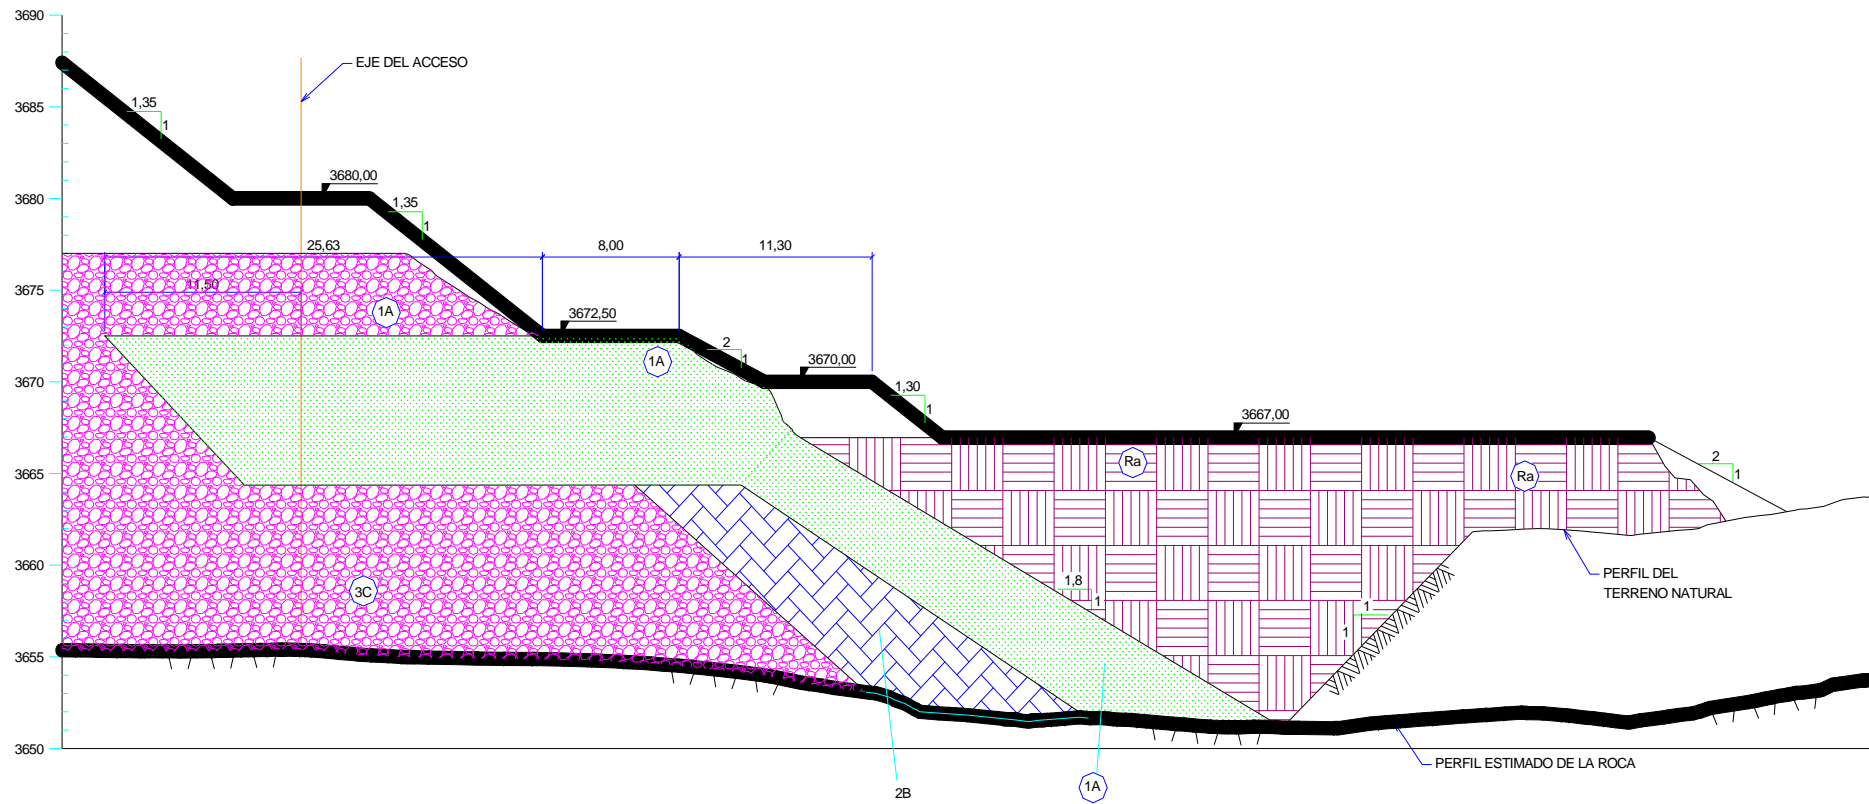 3690
EJE DEL ACCESO
3685
1,35
1
3680,00
3680
1,35
1
25,63
8,00
11,30
3675
11,50
1A
3672,50
1A
2
1
3670,00
3670
1,30
1
3667,00
Ra
Ra
2
1
3665
3660
3C
1,8
1
1
1
PERFIL DEL
TERRENO NATURAL
3655
3650
2B
1A
PERFIL ESTIMADO DE LA ROCA